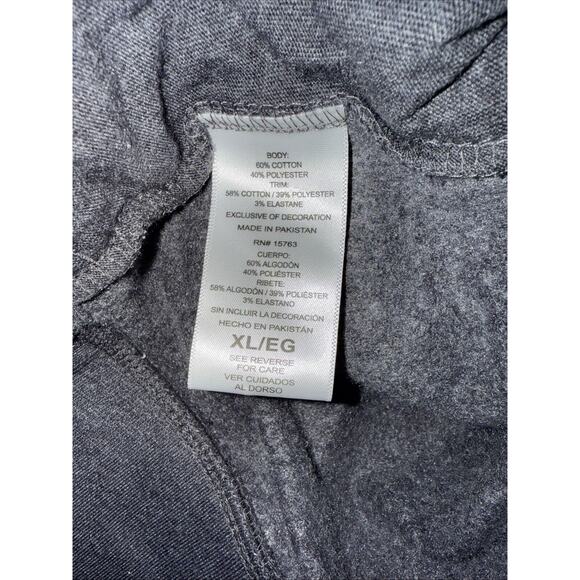 BODY:
60% COTTON
40% POLYESTER
TRIM:
58% COTTON / 39% POLYESTER
3% ELASTANE
EXCLUSIVE OF DECORATION
MADE IN PAKISTAN
RN# 15763
CUERPO:
60% ALGODÓN
40% POLIÉSTER
RIBETE:
58% ALGODÓN / 39% POLIÉSTER
3% ELASTANO
SIN INCLUIR LA DECORACIÓN
HECHO EN PAKISTÁN
XL/EG
SEE REVERSE
FOR CARE
VER CUIDADOS
AL DORSO